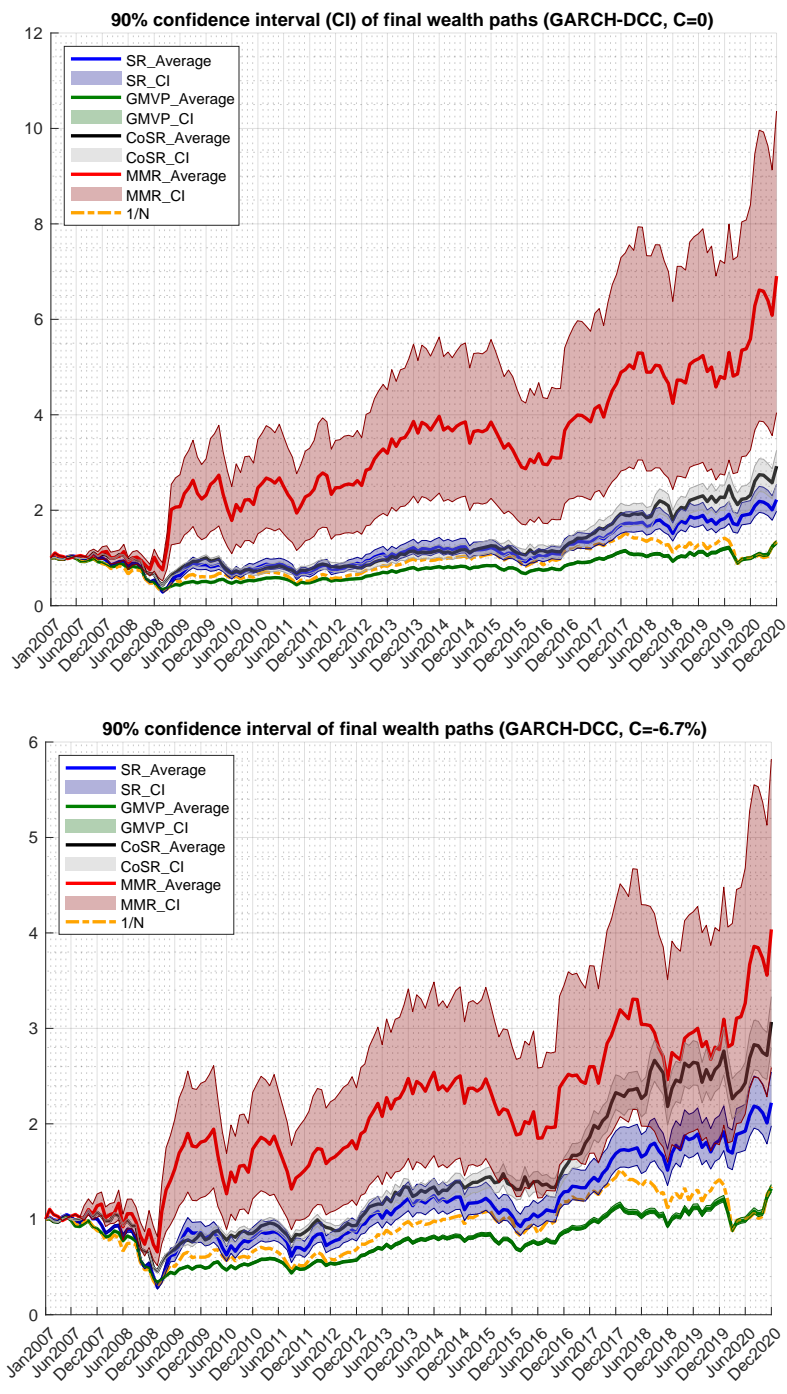 90% confidence interval (CI) of final wealth paths (GARCH-DCC, C=0)
12
10
8
6
4
2
0
SR_Average
SR_CI
GMVP_Average
GMVP_CI
CoSR_Average
CoSR_CI
MMR_Average
MMR_CI
1/N
Jan2007
Jun2007
Dec2007
Jun2008
Dec2008
Jun2009
Dec2009
Jun2010
Dec2010
Jun2011
Dec2011
Jun2012
Dec2012
Jun2013
Dec2013
Jun2014
Dec2014
Jun2015
Dec2015
Jun2016
Dec2016
Jun2017
Dec2017
Jun2018
Dec2018
Jun2019
Dec2019
Jun2020
Dec2020
90% confidence interval of final wealth paths (GARCH-DCC, C=-6.7%)
6
5
4
3
2
1
0
SR_Average
SR_CI
GMVP_Average
GMVP_CI
CoSR_Average
CoSR_CI
MMR_Average
MMR_CI
1/N
Jan2007
Jun2007
Dec2007
Jun2008
Dec2008
Jun2009
Dec2009
Jun2010
Dec2010
Jun2011
Dec2011
Jun2012
Dec2012
Jun2013
Dec2013
Jun2014
Dec2014
Jun2015
Dec2015
Jun2016
Dec2016
Jun2017
Dec2017
Jun2018
Dec2018
Jun2019
Dec2019
Jun2020
Dec2020